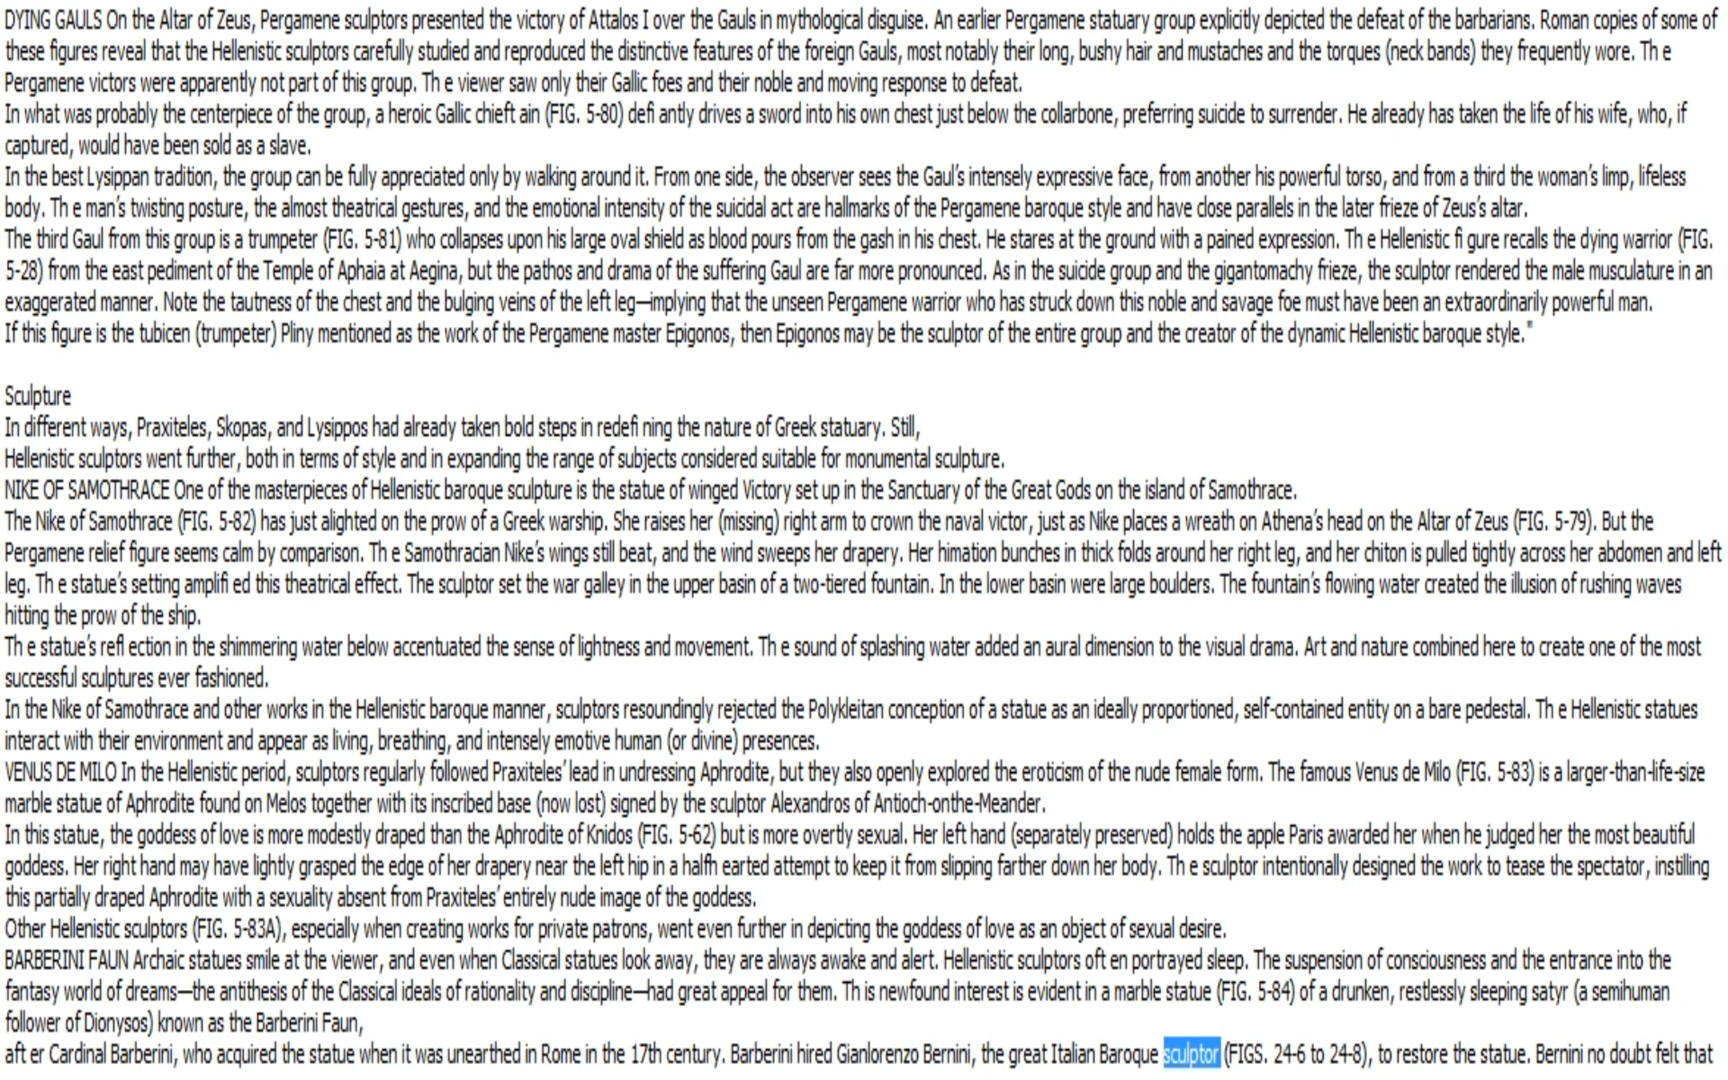 DYING GAULS On the Altar of Zeus, Pergamene sculptors presented the victory of Attalos I over the Gauls in mythological disguise. An earlier Pergamene statuary group explicitly depicted the defeat of the barbarians. Roman copies of some of
these figures reveal that the Hellenistic sculptors carefully studied and reproduced the distinctive features of the foreign Gauls, most notably their long, bushy hair and mustaches and the torques (neck bands) they frequently wore. Th e
Pergamene victors were apparently not part of this group. Th e viewer saw only their Gallic foes and their noble and moving response to defeat.
In what was probably the centerpiece of the group, a heroic Gallic chieft ain (FIG. 5-80) defi antly drives a sword into his own chest just below the collarbone, preferring suicide to surrender. He already has taken the life of his wife, who, if
captured, would have been sold as a slave.
In the best Lysippan tradition, the group can be fully appreciated only by walking around it. From one side, the observer sees the Gaul’s intensely expressive face, from another his powerful torso, and from a third the woman’s limp, lifeless
body. Th e man’s twisting posture, the almost theatrical gestures, and the emotional intensity of the suicidal act are hallmarks of the Pergamene baroque style and have close parallels in the later frieze of Zeus’s altar.
The third Gaul from this group is a trumpeter (FIG. 5-81) who collapses upon his large oval shield as blood pours from the gash in his chest. He stares at the ground with a pained expression. Th e Hellenistic fi gure recalls the dying warrior (FIG.
5-28) from the east pediment of the Temple of Aphaia at Aegina, but the pathos and drama of the suffering Gaul are far more pronounced. As in the suicide group and the gigantomachy frieze, the sculptor rendered the male musculature in an
exaggerated manner. Note the tautness of the chest and the bulging veins of the left leg—implying that the unseen Pergamene warrior who has struck down this noble and savage foe must have been an extraordinarily powerful man.
If this figure is the tubicen (trumpeter) Pliny mentioned as the work of the Pergamene master Epigonos, then Epigonos may be the sculptor of the entire group and the creator of the dynamic Hellenistic baroque style."
Sculpture
In different ways, Praxiteles, Skopas, and Lysippos had already taken bold steps in redefi ning the nature of Greek statuary. Still,
Hellenistic sculptors went further, both in terms of style and in expanding the range of subjects considered suitable for monumental sculpture.
NIKE OF SAMOTHRACE One of the masterpieces of Hellenistic baroque sculpture is the statue of winged Victory set up in the Sanctuary of the Great Gods on the island of Samothrace.
The Nike of Samothrace (FIG. 5-82) has just alighted on the prow of a Greek warship. She raises her (missing) right arm to crown the naval victor, just as Nike places a wreath on Athena’s head on the Altar of Zeus (FIG. 5-79). But the
Pergamene relief figure seems calm by comparison. Th e Samothracian Nike’s wings still beat, and the wind sweeps her drapery. Her himation bunches in thick folds around her right leg, and her chiton is pulled tightly across her abdomen and left
leg. Th e statue’s setting amplifi ed this theatrical effect. The sculptor set the war galley in the upper basin of a two-tiered fountain. In the lower basin were large boulders. The fountain’s flowing water created the illusion of rushing waves
hitting the prow of the ship.
Th e statue’s refl ection in the shimmering water below accentuated the sense of lightness and movement. Th e sound of splashing water added an aural dimension to the visual drama. Art and nature combined here to create one of the most
successful sculptures ever fashioned.
In the Nike of Samothrace and other works in the Hellenistic baroque manner, sculptors resoundingly rejected the Polykleitan conception of a statue as an ideally proportioned, self-contained entity on a bare pedestal. Th e Hellenistic statues
interact with their environment and appear as living, breathing, and intensely emotive human (or divine) presences.
VENUS DE MILO In the Hellenistic period, sculptors regularly followed Praxiteles’ lead in undressing Aphrodite, but they also openly explored the eroticism of the nude female form. The famous Venus de Milo (FIG. 5-83) is a larger-than-life-size
marble statue of Aphrodite found on Melos together with its inscribed base (now lost) signed by the sculptor Alexandros of Antioch-onthe-Meander.
In this statue, the goddess of love is more modestly draped than the Aphrodite of Knidos (FIG. 5-62) but is more overtly sexual. Her left hand (separately preserved) holds the apple Paris awarded her when he judged her the most beautiful
goddess. Her right hand may have lightly grasped the edge of her drapery near the left hip in a halfh earted attempt to keep it from slipping farther down her body. Th e sculptor intentionally designed the work to tease the spectator, instilling
this partially draped Aphrodite with a sexuality absent from Praxiteles’ entirely nude image of the goddess.
Other Hellenistic sculptors (FIG. 5-83A), especially when creating works for private patrons, went even further in depicting the goddess of love as an object of sexual desire.
BARBERINI FAUN Archaic statues smile at the viewer, and even when Classical statues look away, they are always awake and alert. Hellenistic sculptors oft en portrayed sleep. The suspension of consciousness and the entrance into the
fantasy world of dreams—the antithesis of the Classical ideals of rationality and discipline—had great appeal for them. Th is newfound interest is evident in a marble statue (FIG. 5-84) of a drunken, restlessly sleeping satyr (a semihuman
follower of Dionysos) known as the Barberini Faun,
aft er Cardinal Barberini, who acquired the statue when it was unearthed in Rome in the 17th century. Barberini hired Gianlorenzo Bernini, the great Italian Baroque sculptor (FIGS. 24-6 to 24-8), to restore the statue. Bernini no doubt felt that